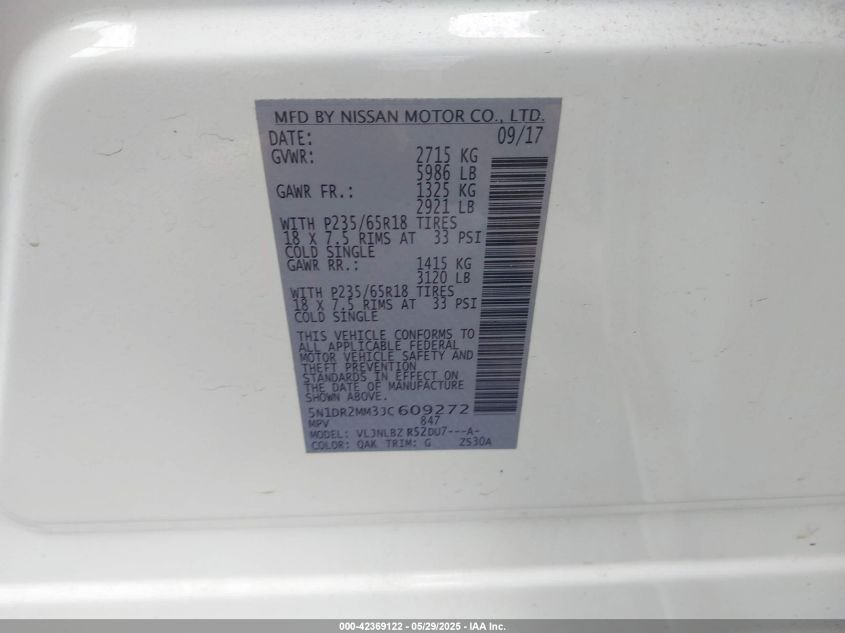 MFD BY NISSAN MOTOR CO., LTD.
DATE: 09/17
GVWR: 2715 KG
5986 LB
GAWR FR.: 1325 KG
2921 LB
WITH P235/65R18 TIRES
18 X 7.5 RIMS AT 33 PSI
COLD SINGLE
GAWR RR.: 1415 KG
3120 LB
WITH P235/65R18 TIRES
18 X 7.5 RIMS AT 33 PSI
COLD SINGLE
THIS VEHICLE CONFORMS TO
ALL APPLICABLE FEDERAL
MOTOR VEHICLE SAFETY AND
THEFT PREVENTION
STANDARDS IN EFFECT ON
THE DATE OF MANUFACTURE
SHOWN ABOVE.
5N1DR2MM3JC609272
MPV 847
MODEL: VLJNLBZ R52DU7---A-
COLOR: QAK TRIM: G ZS30A
000-42369122 - 05/29/2025 - IAA Inc.